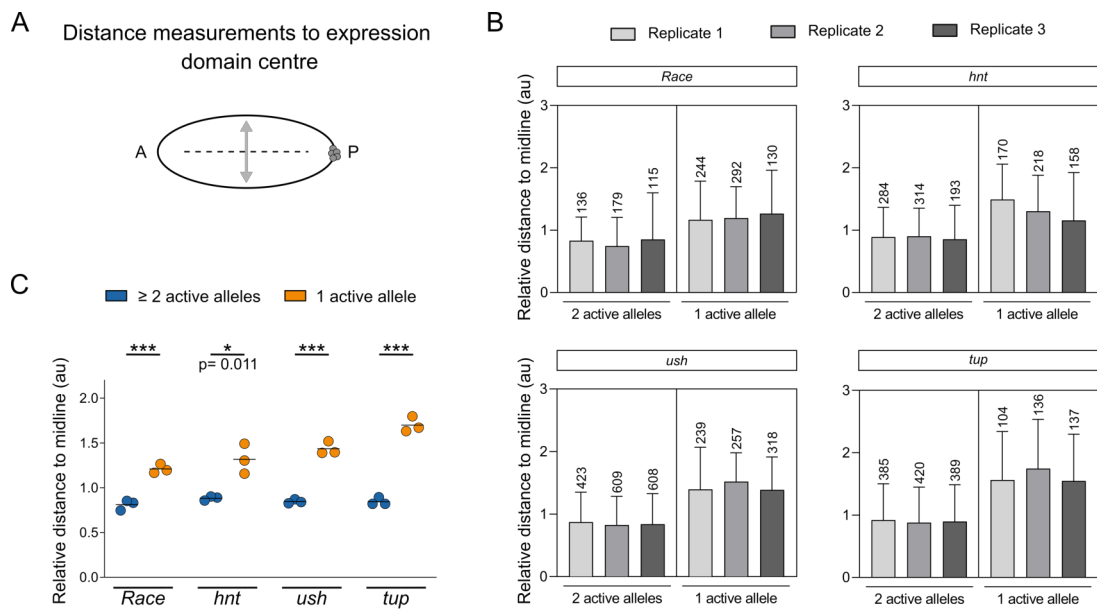 A
Distance measurements to expression
domain centre
A
P
B
Replicate 1
Replicate 2
Replicate 3
Relative distance to midline (au)
Race
3
2
1
0
136
179
115
244
292
130
2 active alleles
1 active allele
hnt
3
2
1
0
284
314
193
170
218
158
2 active alleles
1 active allele
ush
3
2
1
0
423
609
608
239
257
318
2 active alleles
1 active allele
tup
3
2
1
0
385
420
389
104
136
137
2 active alleles
1 active allele
C
≥ 2 active alleles
1 active allele
*** * *** ***
p= 0.011
Relative distance to midline (au)
2.0
1.5
1.0
0.5
0.0
Race hnt ush tup